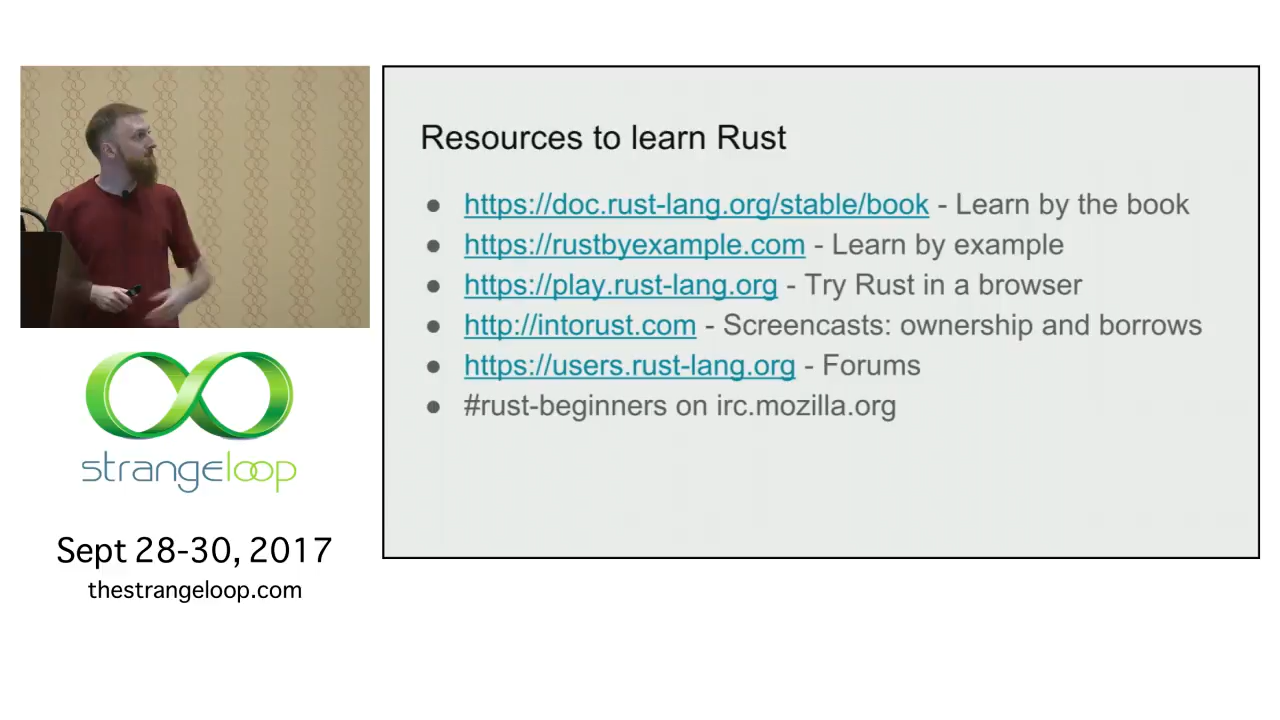 Resources to learn Rust
● https://doc.rust-lang.org/stable/book - Learn by the book
● https://rustbyexample.com - Learn by example
● https://play.rust-lang.org - Try Rust in a browser
● http://intorust.com - Screencasts: ownership and borrows
● https://users.rust-lang.org - Forums
● #rust-beginners on irc.mozilla.org
strangeloop
Sept 28-30, 2017
thestrangeloop.com